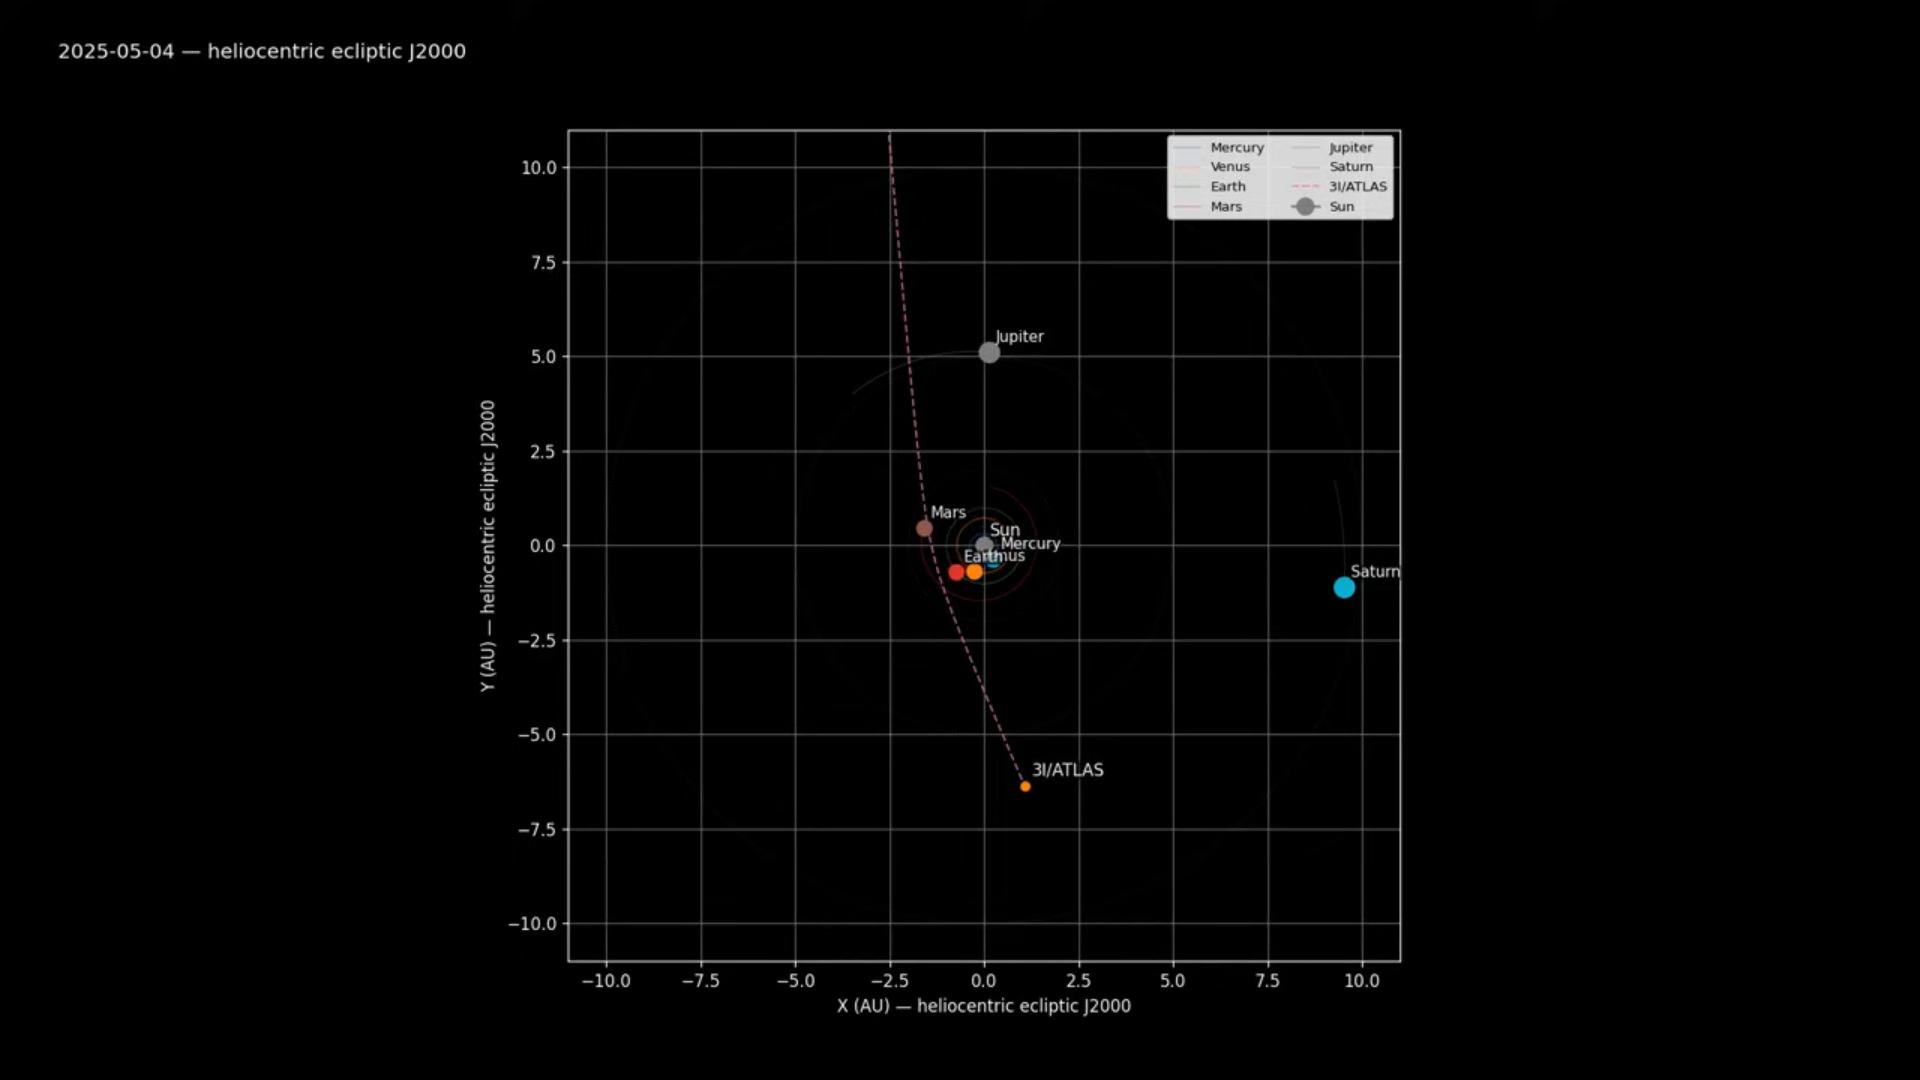 2025-05-04 — heliocentric ecliptic J2000
Mercury
Venus
Earth
Mars
Jupiter
Saturn
3I/ATLAS
Sun
10.0
7.5
5.0
2.5
0.0
−2.5
−5.0
−7.5
−10.0
Y (AU) — heliocentric ecliptic J2000
Jupiter
Mars
Sun
Mercury
Earth
Saturn
3I/ATLAS
−10.0 −7.5 −5.0 −2.5 0.0 2.5 5.0 7.5 10.0
X (AU) — heliocentric ecliptic J2000